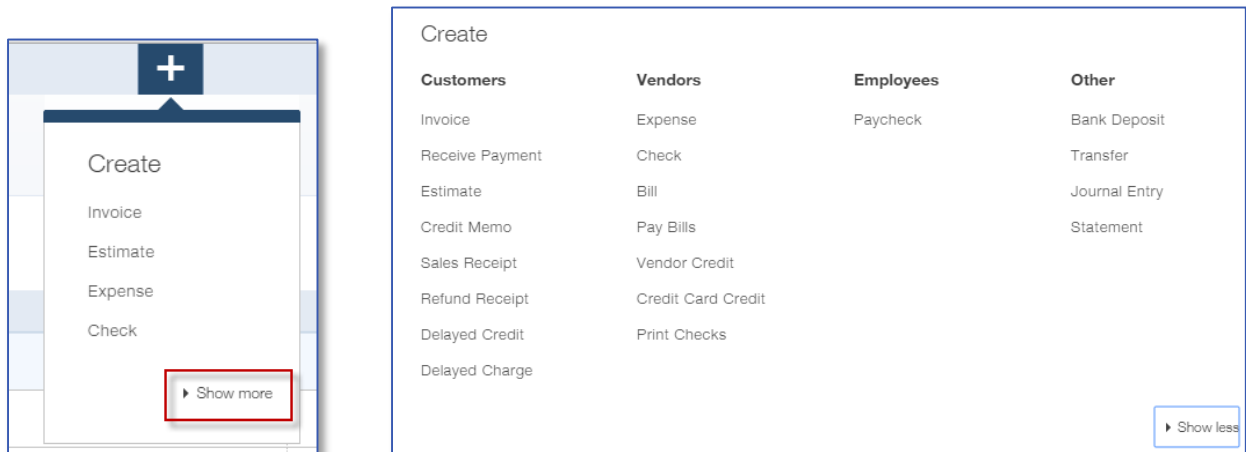 +
Create
Invoice
Estimate
Expense
Check
Show more
Create
Customers Vendors Employees Other
Invoice Expense Paycheck Bank Deposit
Receive Payment Check Transfer
Estimate Bill Journal Entry
Credit Memo Pay Bills Statement
Sales Receipt Vendor Credit
Refund Receipt Credit Card Credit
Delayed Credit Print Checks
Delayed Charge
Show less